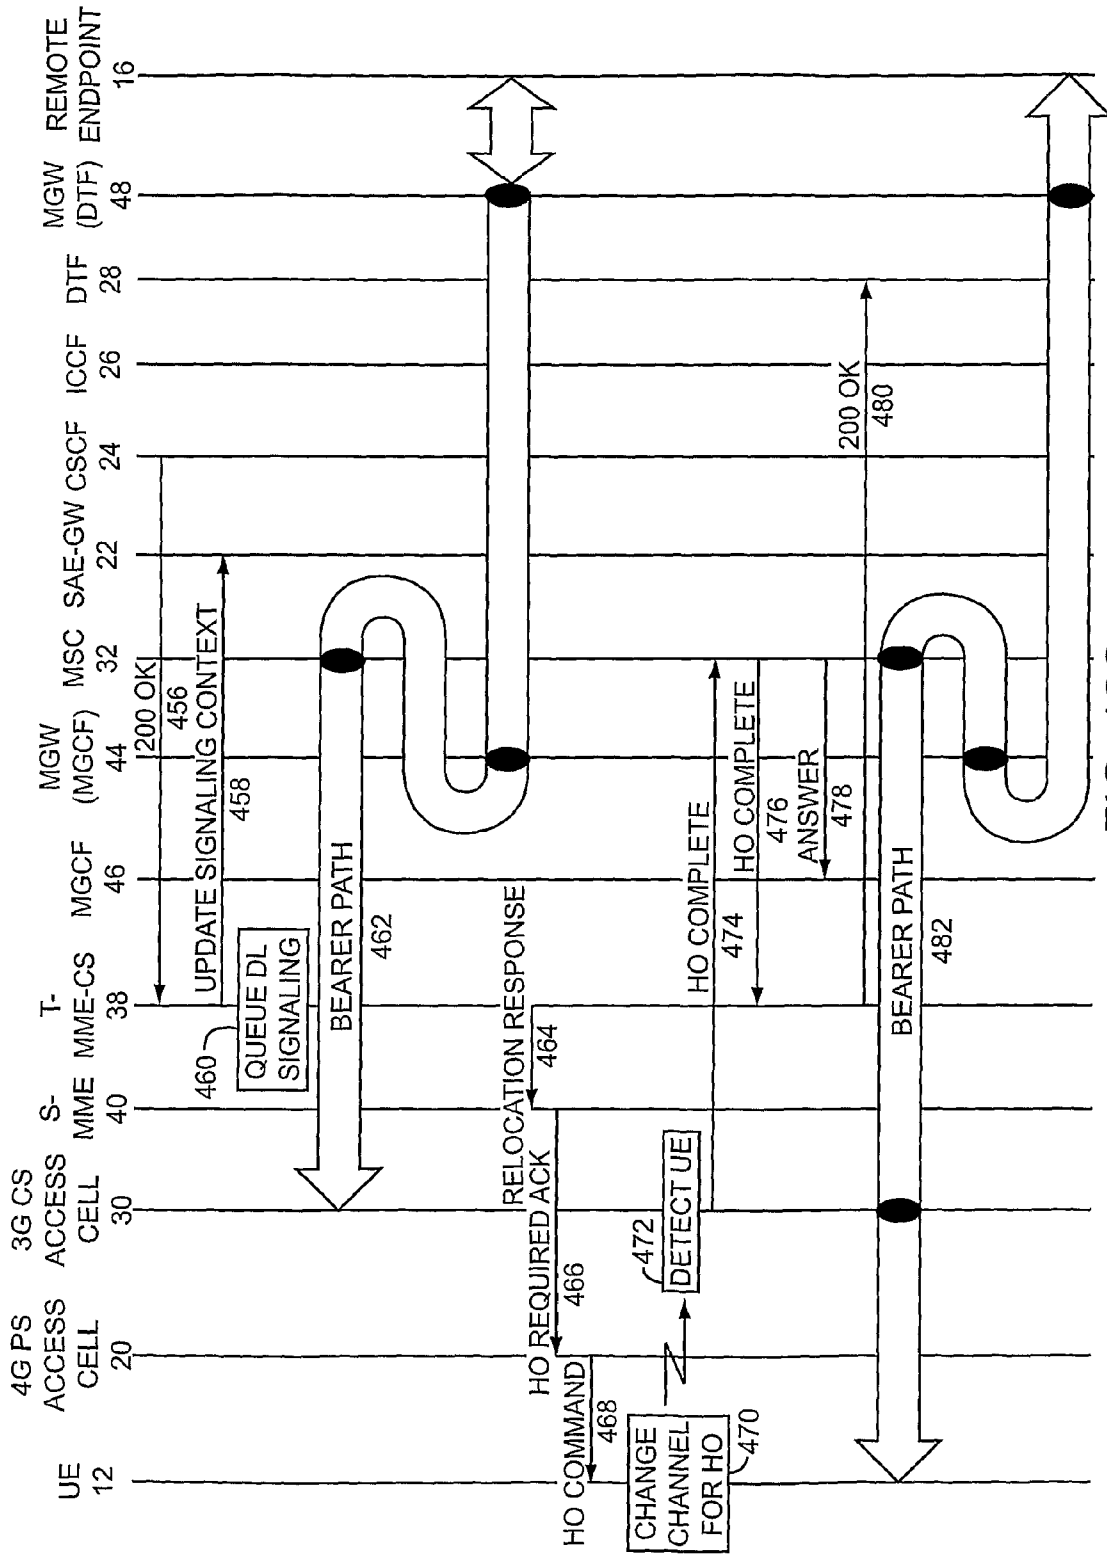 UE
12
4G PS
ACCESS
CELL
20
3G CS
ACCESS
CELL
30
S-
MME
40
T-
MME-CS
38
MGCF
46
MGW
(MGCF)
44
MSC
32
SAE-GW
22
CSCF
24
ICCF
26
DTF
28
MGW
(DTF)
48
REMOTE
ENDPOINT
16
200 OK
456
UPDATE SIGNALING CONTEXT
458
460
QUEUE DL
SIGNALING
BEARER PATH
462
RELOCATION RESPONSE
464
HO REQUIRED ACK
466
HO COMMAND
468
CHANGE
CHANNEL
FOR HO
470
472
DETECT UE
HO COMPLETE
474
HO COMPLETE
476
ANSWER
478
200 OK
480
BEARER PATH
482